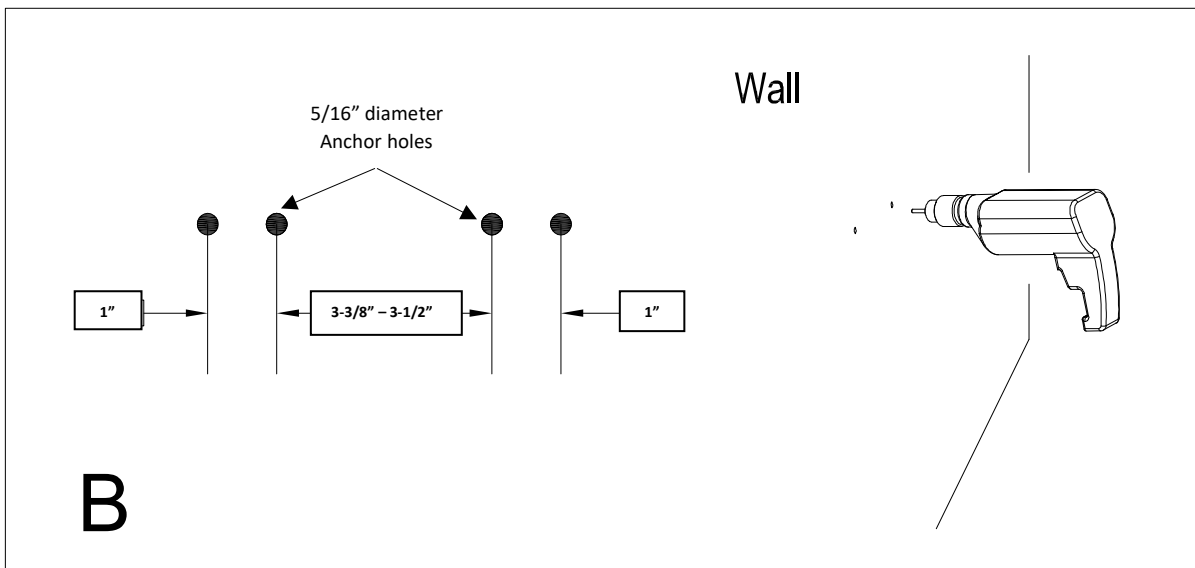 Wall
5/16” diameter
Anchor holes
1”
3-3/8” – 3-1/2”
1”
B